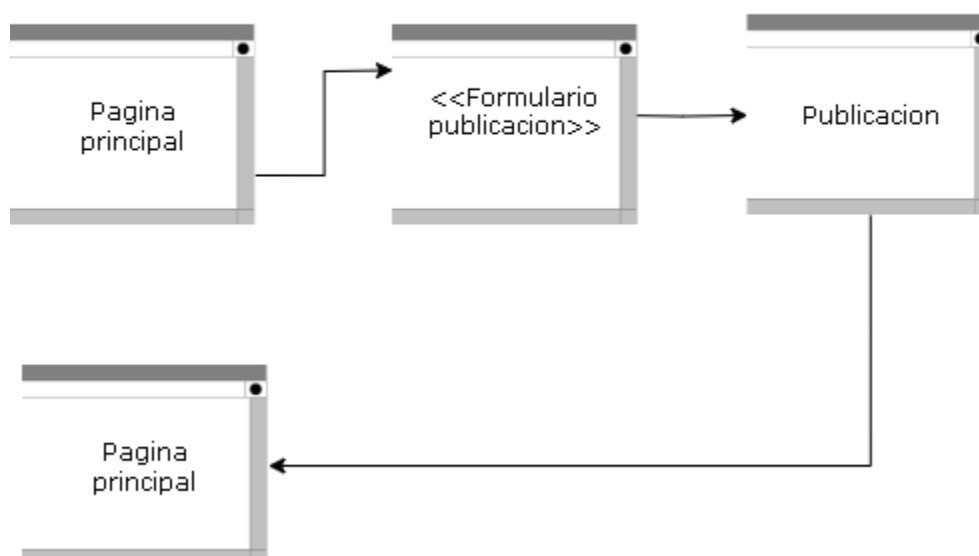 Pagina
principal
<<Formulario
publicacion>>
Publicacion
Pagina
principal